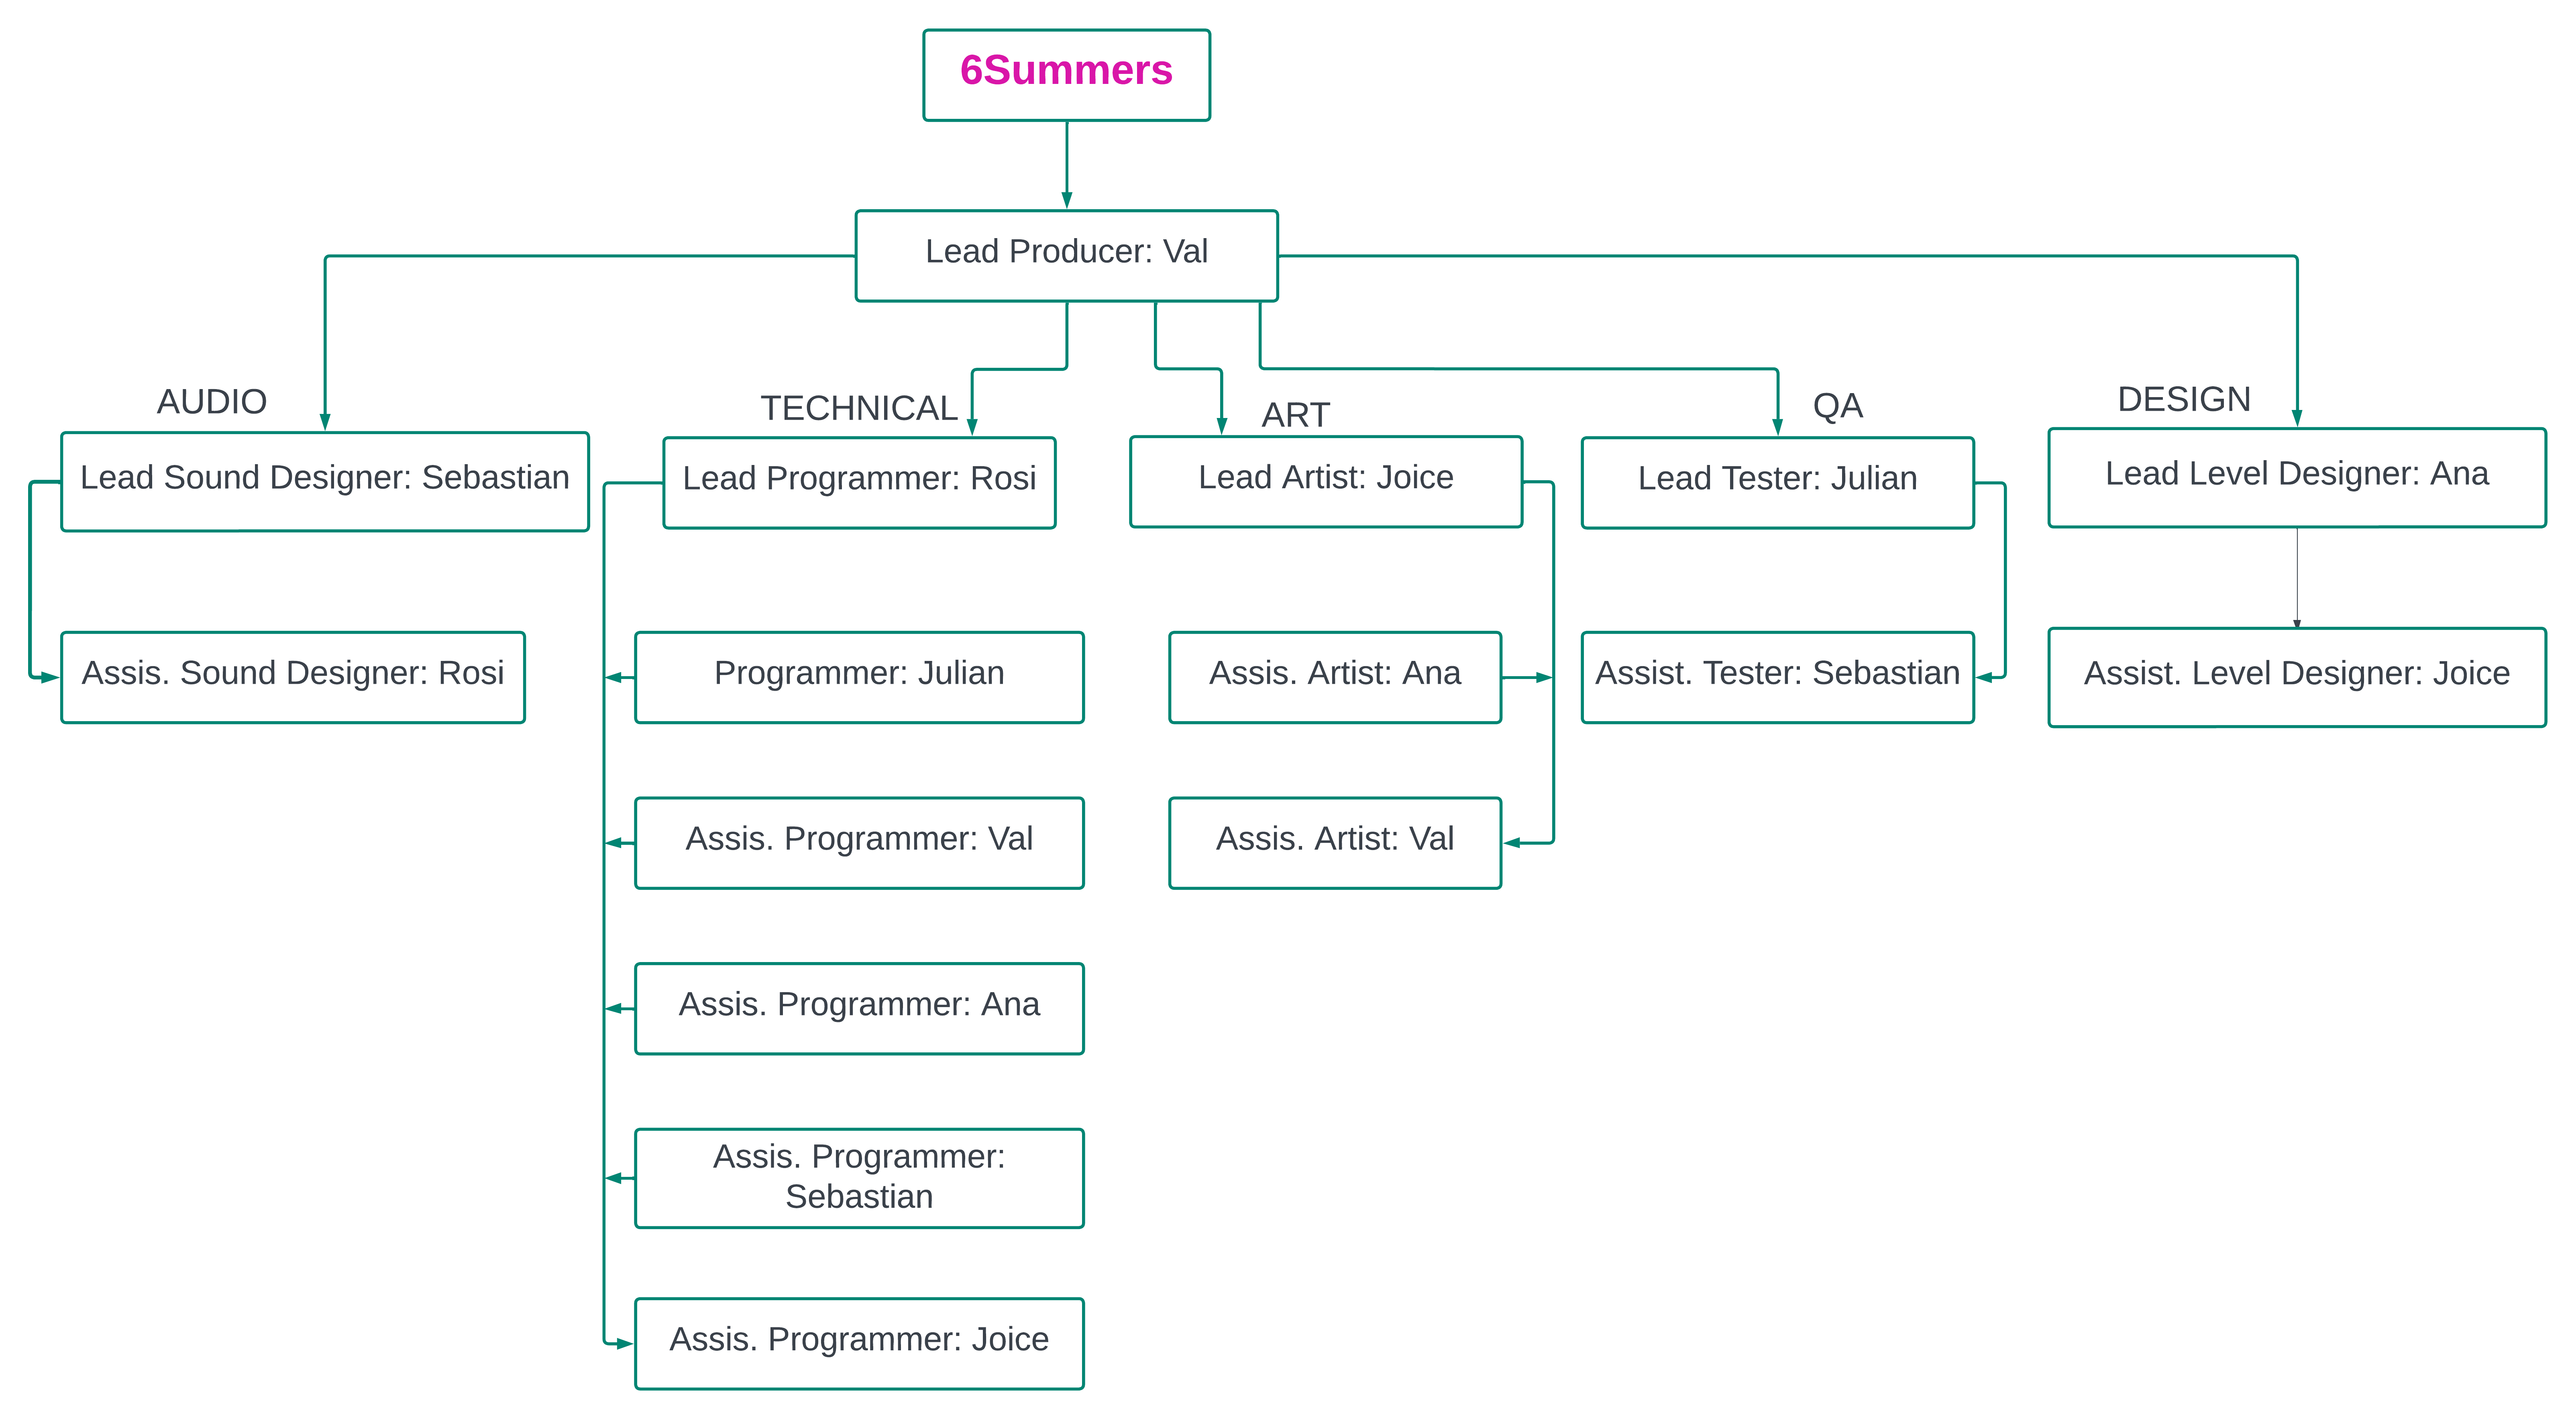 6Summers
Lead Producer: Val
AUDIO
TECHNICAL
ART
QA
DESIGN
Lead Sound Designer: Sebastian
Lead Programmer: Rosi
Lead Artist: Joice
Lead Tester: Julian
Lead Level Designer: Ana
Assis. Sound Designer: Rosi
Programmer: Julian
Assis. Artist: Ana
Assist. Tester: Sebastian
Assist. Level Designer: Joice
Assis. Programmer: Val
Assis. Artist: Val
Assis. Programmer: Ana
Assis. Programmer:
Sebastian
Assis. Programmer: Joice